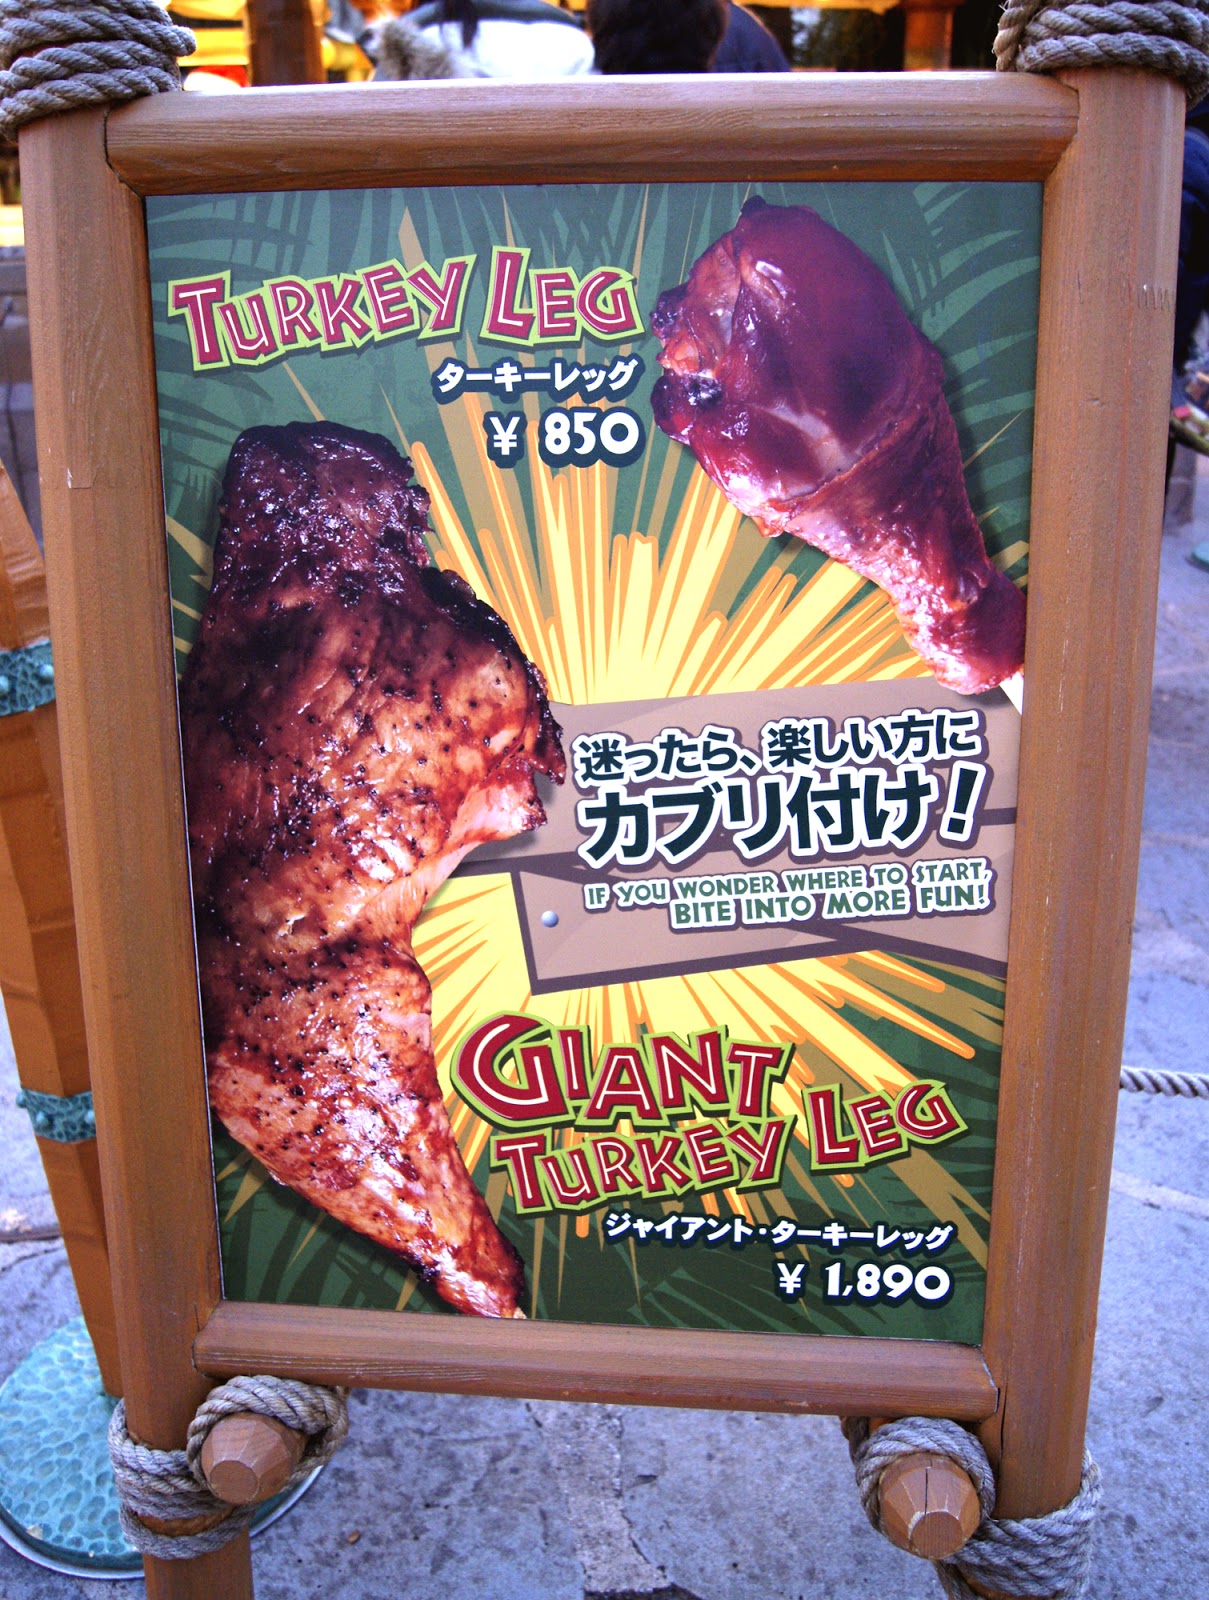 TURKEY LEG
ターキーレッグ
¥ 850
迷ったら、楽しい方に
カブリ付け!
IF YOU WONDER WHERE TO START,
BITE INTO MORE FUN!
GIANT
TURKEY LEG
ジャイアント・ターキーレッグ
¥ 1,890